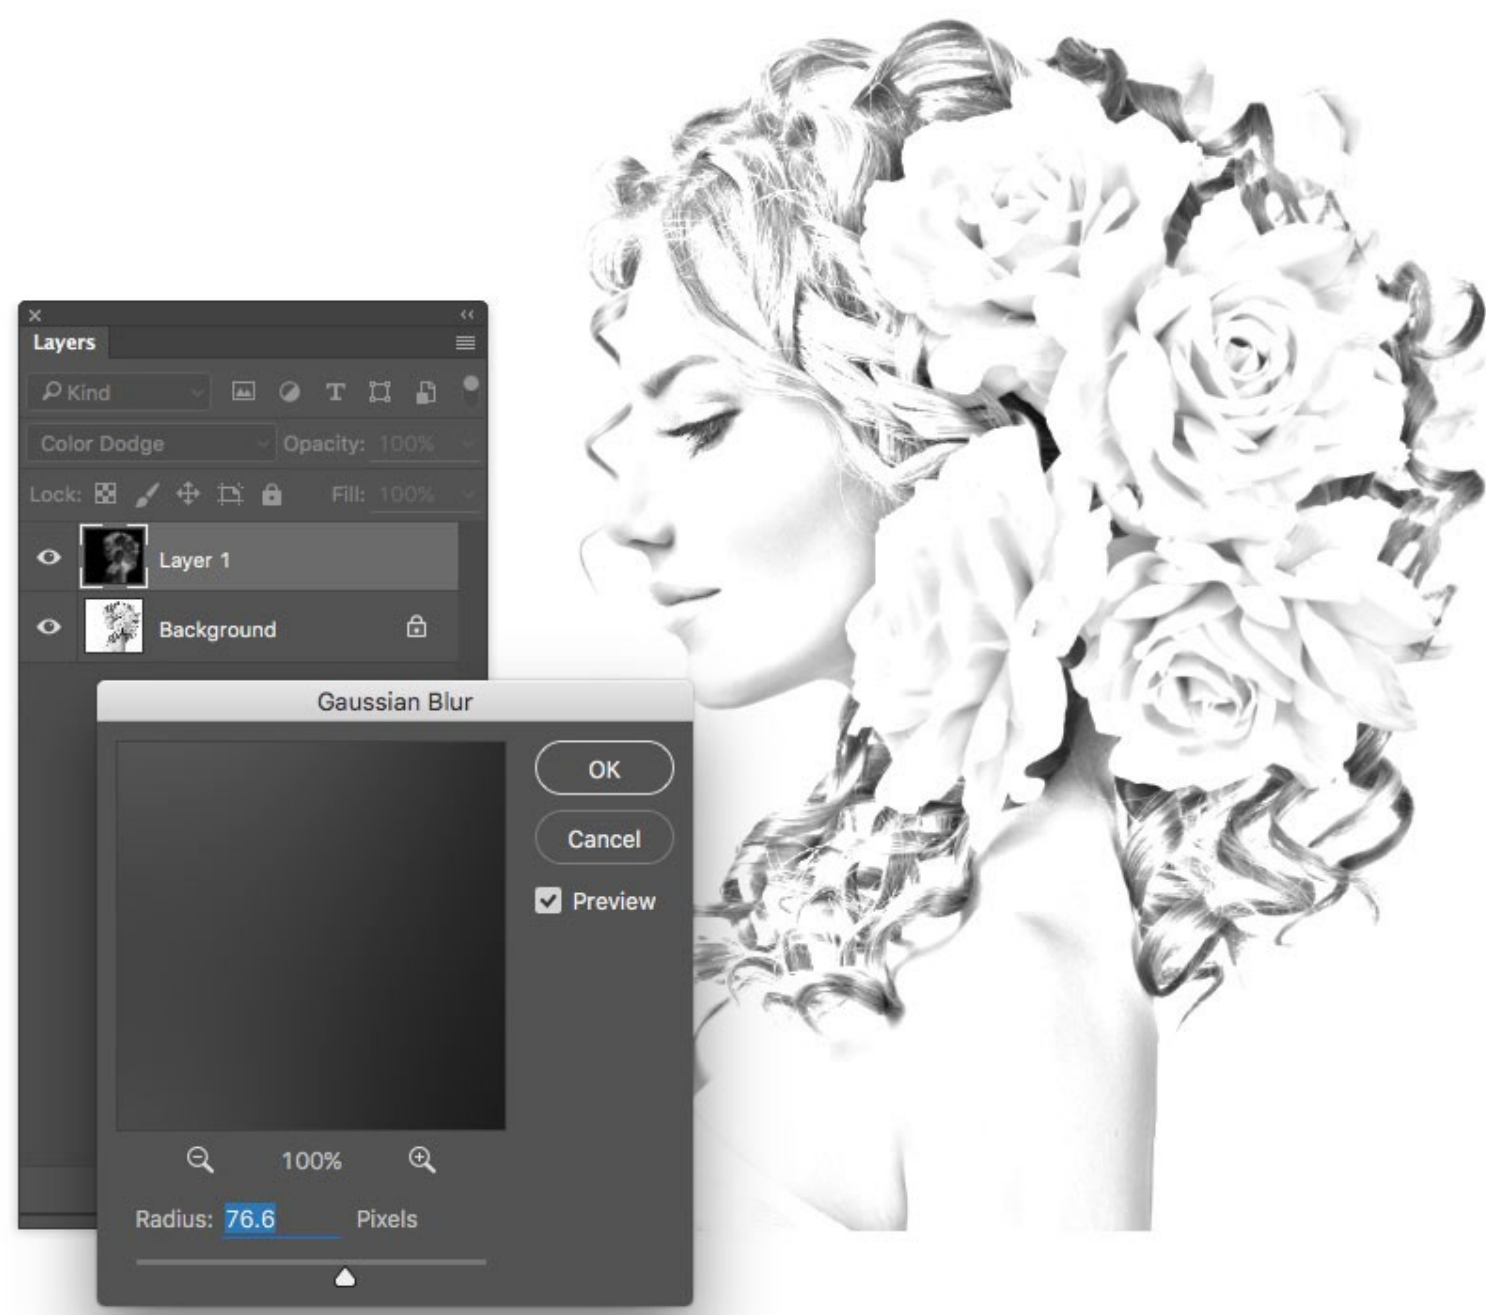 Layers
Kind
Color Dodge Opacity: 100%
Lock: Fill: 100%
Layer 1
Background
Gaussian Blur
OK
Cancel
Preview
100%
Radius: 76.6 Pixels